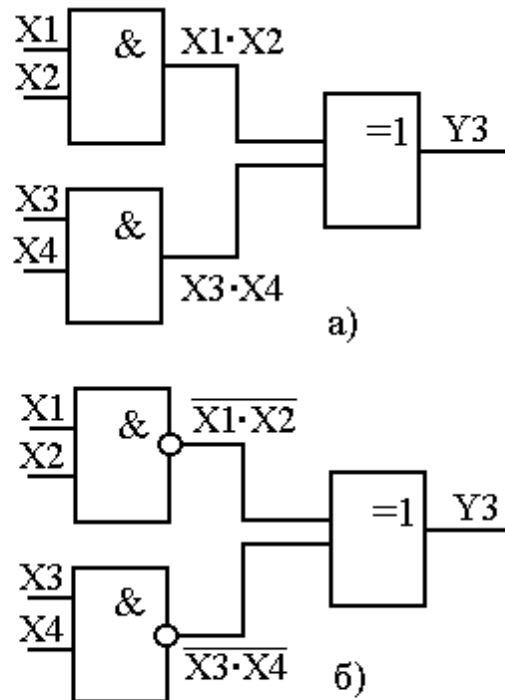 X1 & X1·X2
X2
=1 Y3
X3 &
X4
X3·X4
а)
X1 & X1·X2
X2
=1 Y3
X3 &
X4
X3·X4
б)